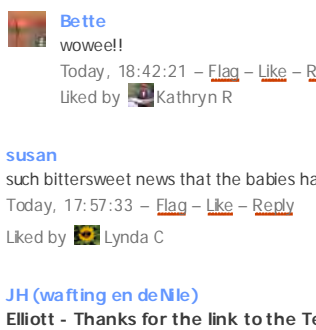 Bette
wowee!!
Today, 18:42:21 – Flag – Like – R
Liked by Kathryn R
susan
such bittersweet news that the babies ha
Today, 17:57:33 – Flag – Like – Reply
Liked by Lynda C
JH (wafting en deNile)
Elliott - Thanks for the link to the Te